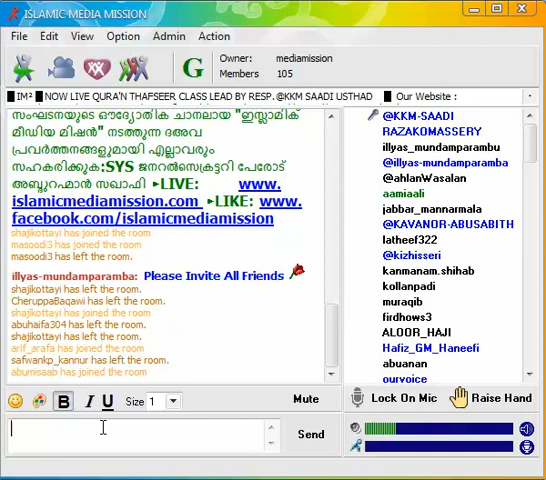 ISLAMIC MEDIA MISSION
File Edit View Option Admin Action
G
Owner: mediamission
Members 105
IM² NOW LIVE QURA'N THAFSEER CLASS LEAD BY RESP.@KKM SAADI USTHAD
Our Website :
സംഘടനയുടെ ഔദ്യോതിക ചാനലായ "ഇസ്ലാമിക്
മീഡിയ മിഷൻ" നടത്തുന്ന ദഅവ
പ്രവർത്തനങ്ങളുമായി എല്ലാവരും
സഹകരിക്കുക:SYS ജനറൽസെക്രട്ടറി പേരോട്
അബ്ദുറഹ്മാൻ സഖാഫി ►LIVE: www.
islamicmediamission.com ►LIKE: www.
facebook.com/islamicmediamission
shajikottayi has joined the room
masoodi3 has joined the room
masoodi3 has left the room.
illyas-mundamparamba: Please Invite All Friends
shajikottayi has left the room.
CheruppaBaqawi has left the room.
shajikottayi has joined the room
abuhaifa304 has left the room.
shajikottayi has left the room.
arif_arafa has joined the room
safwankp_kannur has left the room.
abumisaab has joined the room
@KKM-SAADI
RAZAKOMASSERY
illyas_mundamparambu
@illyas-mundamparamba
@ahlanWasalan
aamiaali
jabbar_mannarmala
@KAVANOR-ABUSABITH
latheef322
@kizhisseri
kanmanam.shihab
kollanpadi
muraqib
firdhows3
ALOOR_HAJI
Hafiz_GM_Haneefi
abuanan
ourvoice
B I U Size 1 Mute
Lock On Mic Raise Hand
Send